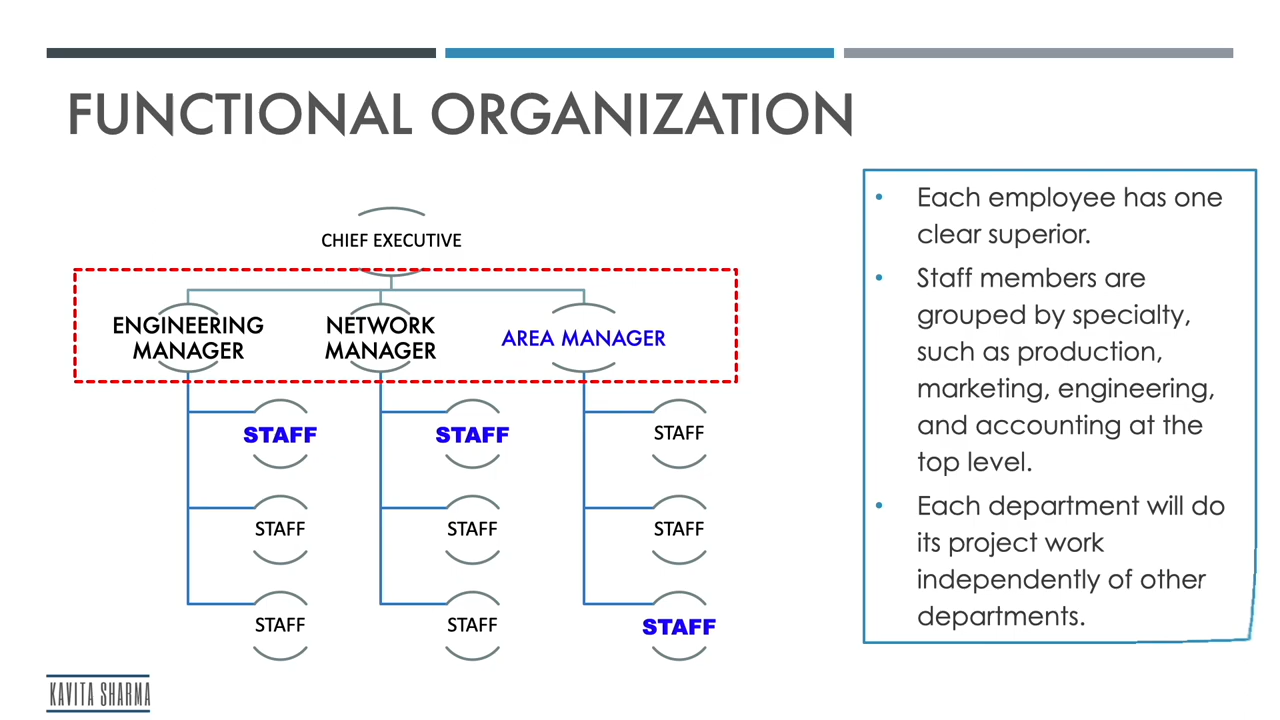 FUNCTIONAL ORGANIZATION
CHIEF EXECUTIVE
ENGINEERING
MANAGER
NETWORK
MANAGER
AREA MANAGER
STAFF
STAFF
STAFF
STAFF
STAFF
STAFF
STAFF
STAFF
STAFF
• Each employee has one
clear superior.
• Staff members are
grouped by specialty,
such as production,
marketing, engineering,
and accounting at the
top level.
• Each department will do
its project work
independently of other
departments.
KAVITA SHARMA